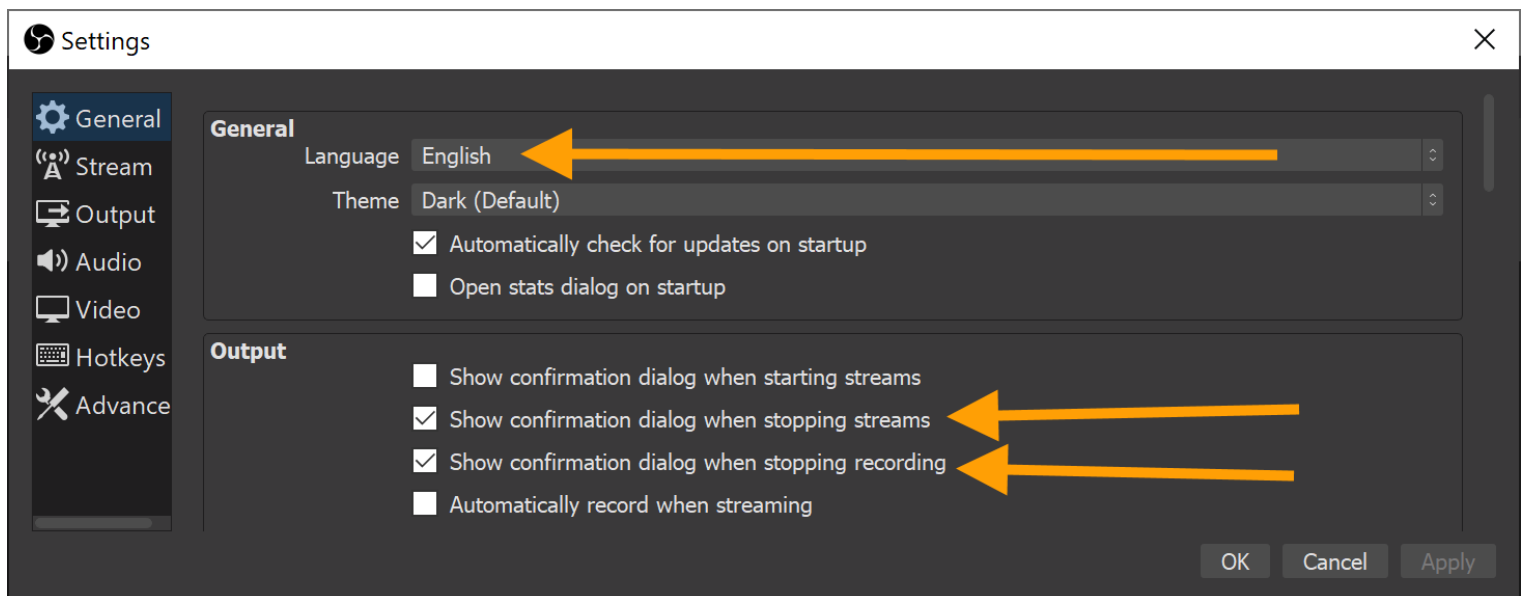 Settings
General
Stream
Output
Audio
Video
Hotkeys
Advance
General
Language English
Theme Dark (Default)
Automatically check for updates on startup
Open stats dialog on startup
Output
Show confirmation dialog when starting streams
Show confirmation dialog when stopping streams
Show confirmation dialog when stopping recording
Automatically record when streaming
OK Cancel Apply